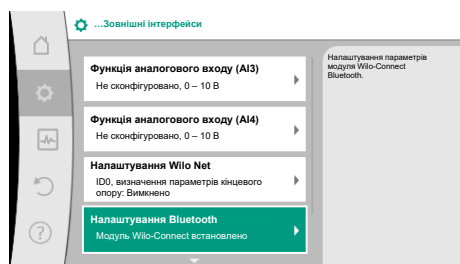 ...Зовнішні інтерфейси
Функція аналогового входу (AI3)
Не сконфігуровано, 0 – 10 В
Функція аналогового входу (AI4)
Не сконфігуровано, 0 – 10 В
Налаштування Wilo Net
ID0, визначення параметрів кінцевого
опору: Вимкнено
Налаштування Bluetooth
Модуль Wilo-Connect встановлено
Налаштування параметрів
модуля Wilo-Connect
Bluetooth.